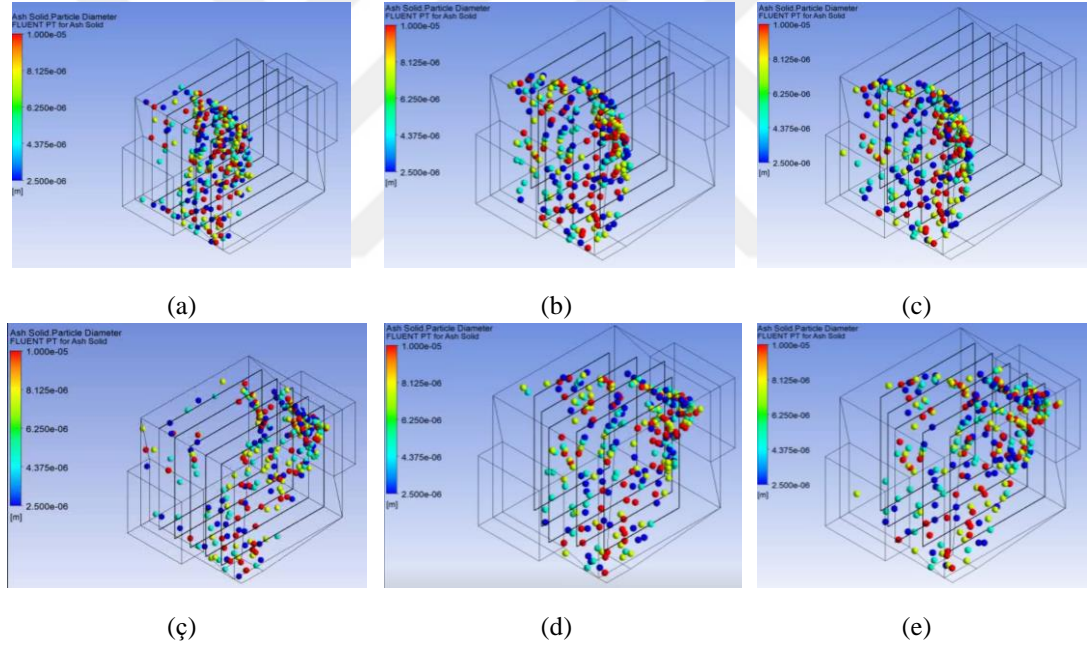 Ash Solid.Particle Diameter
FLUENT PT for Ash Solid
1.000e-05
8.125e-06
6.250e-06
4.375e-06
2.500e-06
[m]
Ash Solid.Particle Diameter
FLUENT PT for Ash Solid
1.000e-05
8.125e-06
6.250e-06
4.375e-06
2.500e-06
[m]
Ash Solid.Particle Diameter
FLUENT PT for Ash Solid
1.000e-05
8.125e-06
6.250e-06
4.375e-06
2.500e-06
[m]
(a)
(b)
(c)
Ash Solid.Particle Diameter
FLUENT PT for Ash Solid
1.000e-05
8.125e-06
6.250e-06
4.375e-06
2.500e-06
[m]
Ash Solid.Particle Diameter
FLUENT PT for Ash Solid
1.000e-05
8.125e-06
6.250e-06
4.375e-06
2.500e-06
[m]
Ash Solid.Particle Diameter
FLUENT PT for Ash Solid
1.000e-05
8.125e-06
6.250e-06
4.375e-06
2.500e-06
[m]
(ç)
(d)
(e)